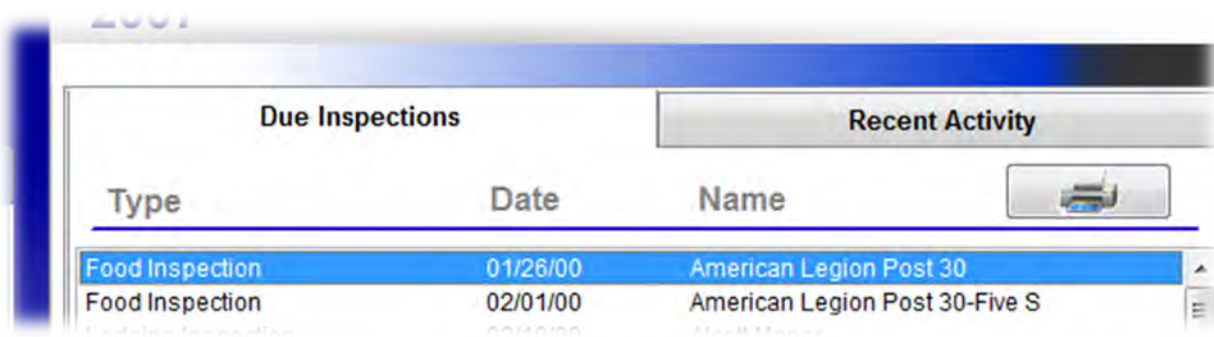 Due Inspections Recent Activity
Type Date Name
Food Inspection 01/26/00 American Legion Post 30
Food Inspection 02/01/00 American Legion Post 30-Five S